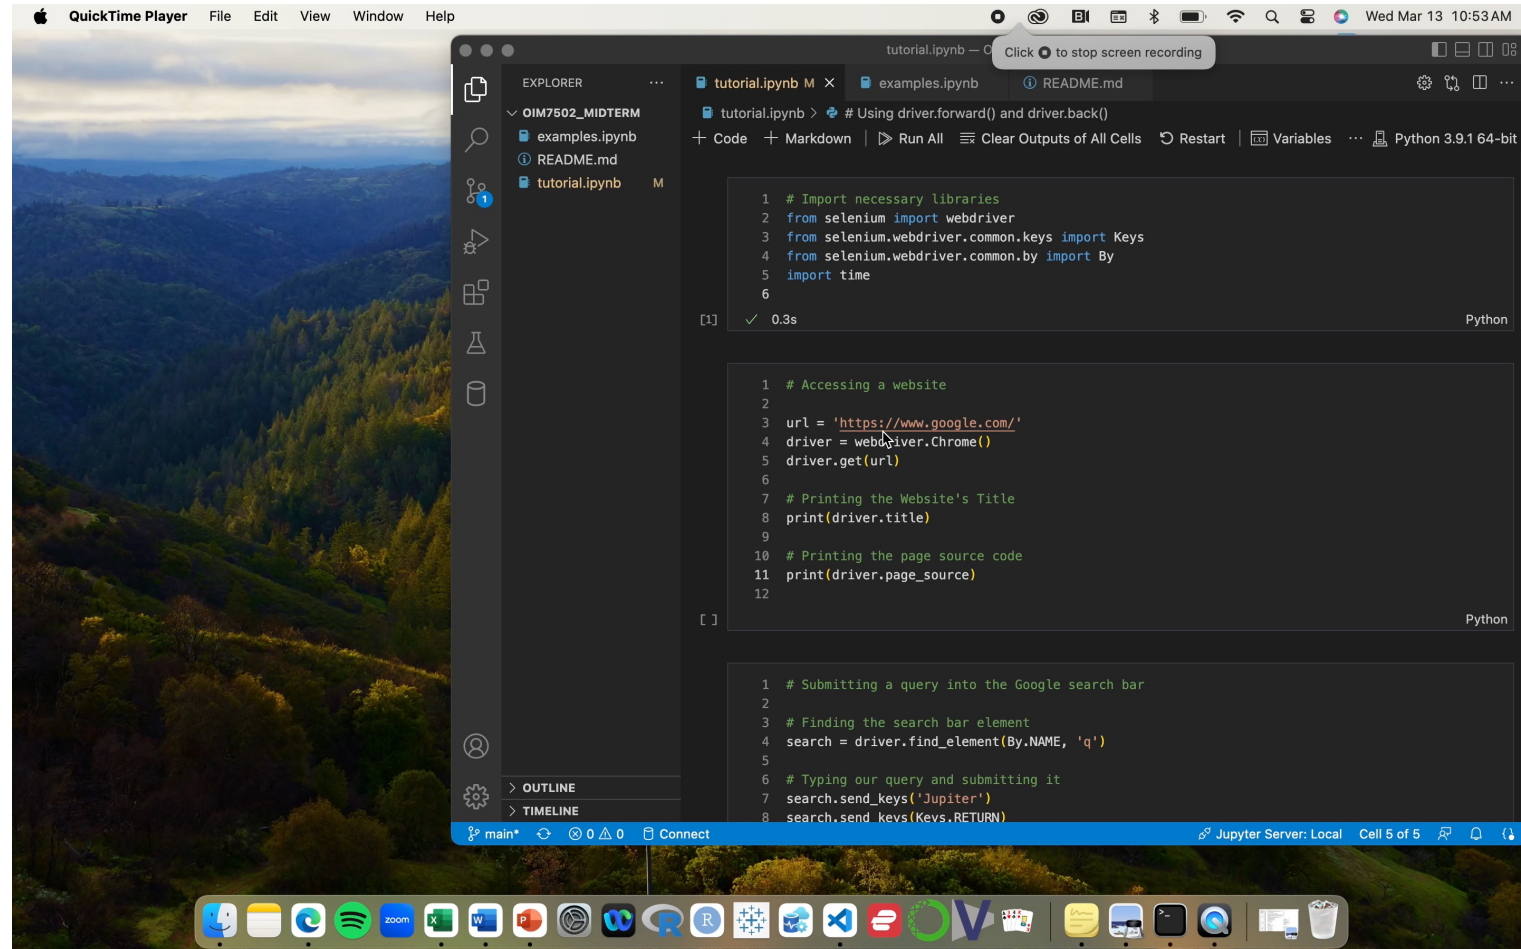 QuickTime Player File Edit View Window Help Wed Mar 13 10:53 AM
Click to stop screen recording
tutorial.ipynb — O
EXPLORER
tutorial.ipynb M
examples.ipynb
README.md
OIM7502_MIDTERM
tutorial.ipynb > # Using driver.forward() and driver.back()
examples.ipynb
README.md
tutorial.ipynb M
1
+ Code + Markdown Run All Clear Outputs of All Cells Restart Variables ... Python 3.9.1 64-bit
1 # Import necessary libraries
2 from selenium import webdriver
3 from selenium.webdriver.common.keys import Keys
4 from selenium.webdriver.common.by import By
5 import time
6
[1] ✓ 0.3s Python
1 # Accessing a website
2
3 url = 'https://www.google.com/'
4 driver = webdriver.Chrome()
5 driver.get(url)
6
7 # Printing the Website's Title
8 print(driver.title)
9
10 # Printing the page source code
11 print(driver.page_source)
12
[ ] Python
1 # Submitting a query into the Google search bar
2
3 # Finding the search bar element
4 search = driver.find_element(By.NAME, 'q')
5
6 # Typing our query and submitting it
7 search.send_keys('Jupiter')
8 search.send_keys(Keys.RETURN)
> OUTLINE
> TIMELINE
main* 0 0 Connect Jupyter Server: Local Cell 5 of 5
zoom
R